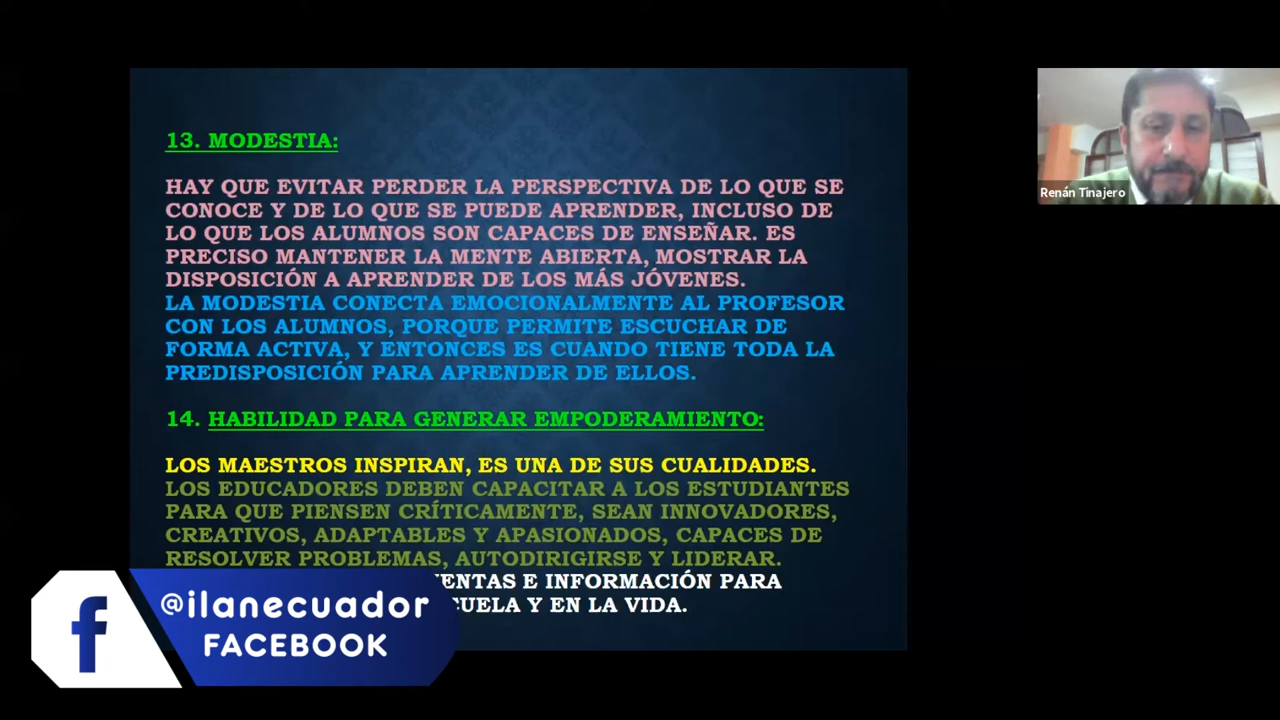 13. MODESTIA:
HAY QUE EVITAR PERDER LA PERSPECTIVA DE LO QUE SE
CONOCE Y DE LO QUE SE PUEDE APRENDER, INCLUSO DE
LO QUE LOS ALUMNOS SON CAPACES DE ENSEÑAR. ES
PRECISO MANTENER LA MENTE ABIERTA, MOSTRAR LA
DISPOSICIÓN A APRENDER DE LOS MÁS JÓVENES.
LA MODESTIA CONECTA EMOCIONALMENTE AL PROFESOR
CON LOS ALUMNOS, PORQUE PERMITE ESCUCHAR DE
FORMA ACTIVA, Y ENTONCES ES CUANDO TIENE TODA LA
PREDISPOSICIÓN PARA APRENDER DE ELLOS.
14. HABILIDAD PARA GENERAR EMPODERAMIENTO:
LOS MAESTROS INSPIRAN, ES UNA DE SUS CUALIDADES.
LOS EDUCADORES DEBEN CAPACITAR A LOS ESTUDIANTES
PARA QUE PIENSEN CRÍTICAMENTE, SEAN INNOVADORES,
CREATIVOS, ADAPTABLES Y APASIONADOS, CAPACES DE
RESOLVER PROBLEMAS, AUTODIRIGIRSE Y LIDERAR.
E INFORMACIÓN PARA
Y EN LA VIDA.
@ilanecuador
FACEBOOK
Renán Tinajero